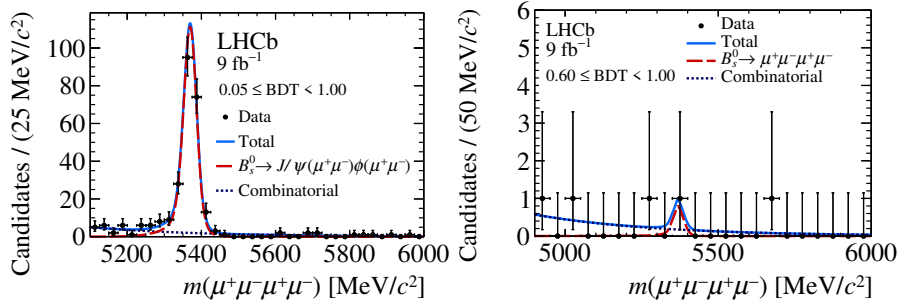 Candidates / (25 MeV/c²)
100
80
60
40
20
0
LHCb
9 fb⁻¹
0.05 ≤ BDT < 1.00
Data
Total
B⁰ₛ → J/ψ(μ⁺μ⁻)ϕ(μ⁺μ⁻)
Combinatorial
5200 5400 5600 5800 6000
m(μ⁺μ⁻μ⁺μ⁻) [MeV/c²]
Candidates / (50 MeV/c²)
6
5
4
3
2
1
0
LHCb
9 fb⁻¹
0.60 ≤ BDT < 1.00
Data
Total
B⁰ₛ → μ⁺μ⁻μ⁺μ⁻
Combinatorial
5000 5500 6000
m(μ⁺μ⁻μ⁺μ⁻) [MeV/c²]